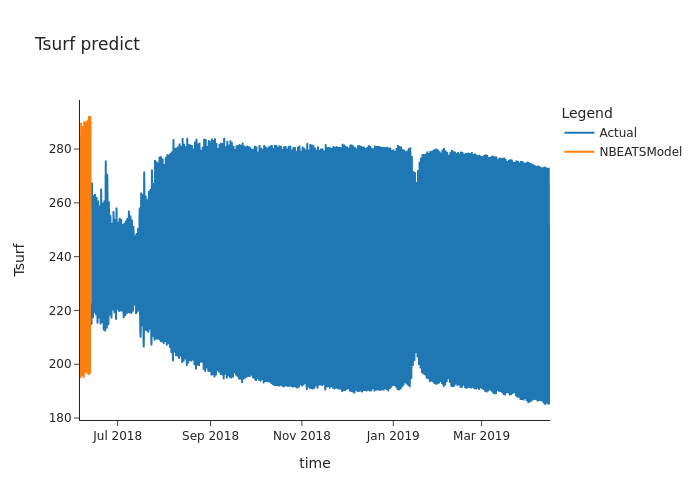 Tsurf predict
Legend
Actual
NBEATSModel
280
260
240
220
200
180
Tsurf
Jul 2018
Sep 2018
Nov 2018
Jan 2019
Mar 2019
time